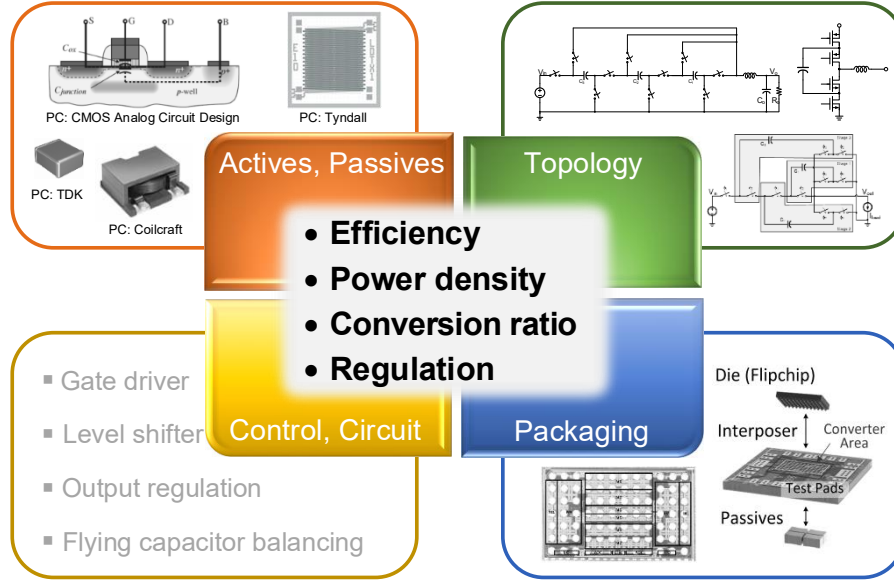 S
G
D
B
Cox
Cjunction
n+
p-well
PC: CMOS Analog Circuit Design
PC: Tyndall
PC: TDK
PC: Coilcraft
Actives, Passives
Topology
• Efficiency
• Power density
• Conversion ratio
• Regulation
▪ Gate driver
▪ Level shifter
▪ Output regulation
▪ Flying capacitor balancing
Control, Circuit
Packaging
Die (Flipchip)
Interposer
Converter
Area
Test Pads
Passives